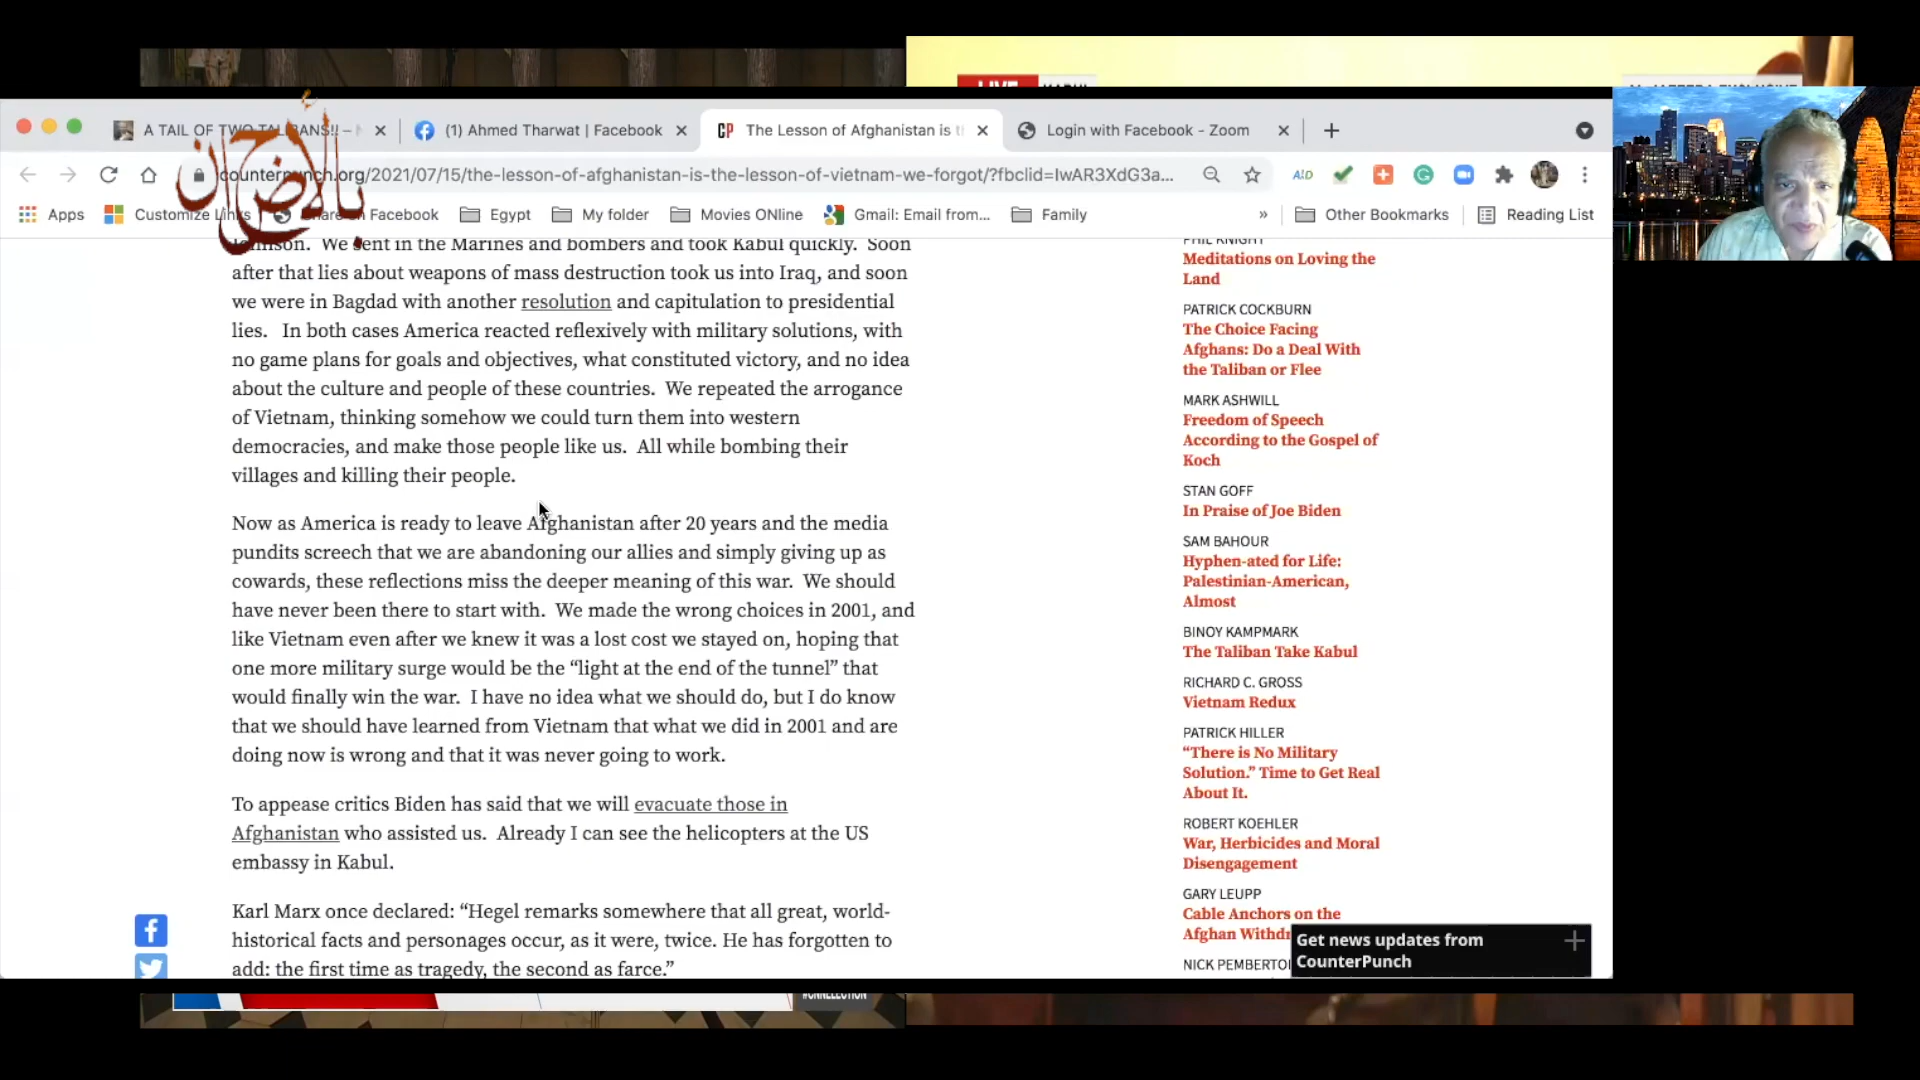 LIVE
A TAIL OF TWO TALIBANS!! –
(1) Ahmed Tharwat | Facebook
The Lesson of Afghanistan is t
Login with Facebook - Zoom
counterpunch.org/2021/07/15/the-lesson-of-afghanistan-is-the-lesson-of-vietnam-we-forgot/?fbclid=IwAR3XdG3a...
بالأحضان
Apps
Customize Links
Share on Facebook
Egypt
My folder
Movies ONline
Gmail: Email from...
Family
»
Other Bookmarks
Reading List
Johnson.  We sent in the Marines and bombers and took Kabul quickly.  Soon
after that lies about weapons of mass destruction took us into Iraq, and soon
we were in Bagdad with another resolution and capitulation to presidential
lies.   In both cases America reacted reflexively with military solutions, with
no game plans for goals and objectives, what constituted victory, and no idea
about the culture and people of these countries.  We repeated the arrogance
of Vietnam, thinking somehow we could turn them into western
democracies, and make those people like us.  All while bombing their
villages and killing their people.
Now as America is ready to leave Afghanistan after 20 years and the media
pundits screech that we are abandoning our allies and simply giving up as
cowards, these reflections miss the deeper meaning of this war.  We should
have never been there to start with.  We made the wrong choices in 2001, and
like Vietnam even after we knew it was a lost cost we stayed on, hoping that
one more military surge would be the “light at the end of the tunnel” that
would finally win the war.  I have no idea what we should do, but I do know
that we should have learned from Vietnam that what we did in 2001 and are
doing now is wrong and that it was never going to work.
To appease critics Biden has said that we will evacuate those in
Afghanistan who assisted us.  Already I can see the helicopters at the US
embassy in Kabul.
Karl Marx once declared: “Hegel remarks somewhere that all great, world-
historical facts and personages occur, as it were, twice. He has forgotten to
add: the first time as tragedy, the second as farce.”
PHIL KNIGHT
Meditations on Loving the
Land
PATRICK COCKBURN
The Choice Facing
Afghans: Do a Deal With
the Taliban or Flee
MARK ASHWILL
Freedom of Speech
According to the Gospel of
Koch
STAN GOFF
In Praise of Joe Biden
SAM BAHOUR
Hyphen-ated for Life:
Palestinian-American,
Almost
BINOY KAMPMARK
The Taliban Take Kabul
RICHARD C. GROSS
Vietnam Redux
PATRICK HILLER
“There is No Military
Solution.” Time to Get Real
About It.
ROBERT KOEHLER
War, Herbicides and Moral
Disengagement
GARY LEUPP
Cable Anchors on the
Afghan Withdr
NICK PEMBERTO
Get news updates from
CounterPunch
#CNNELECTION